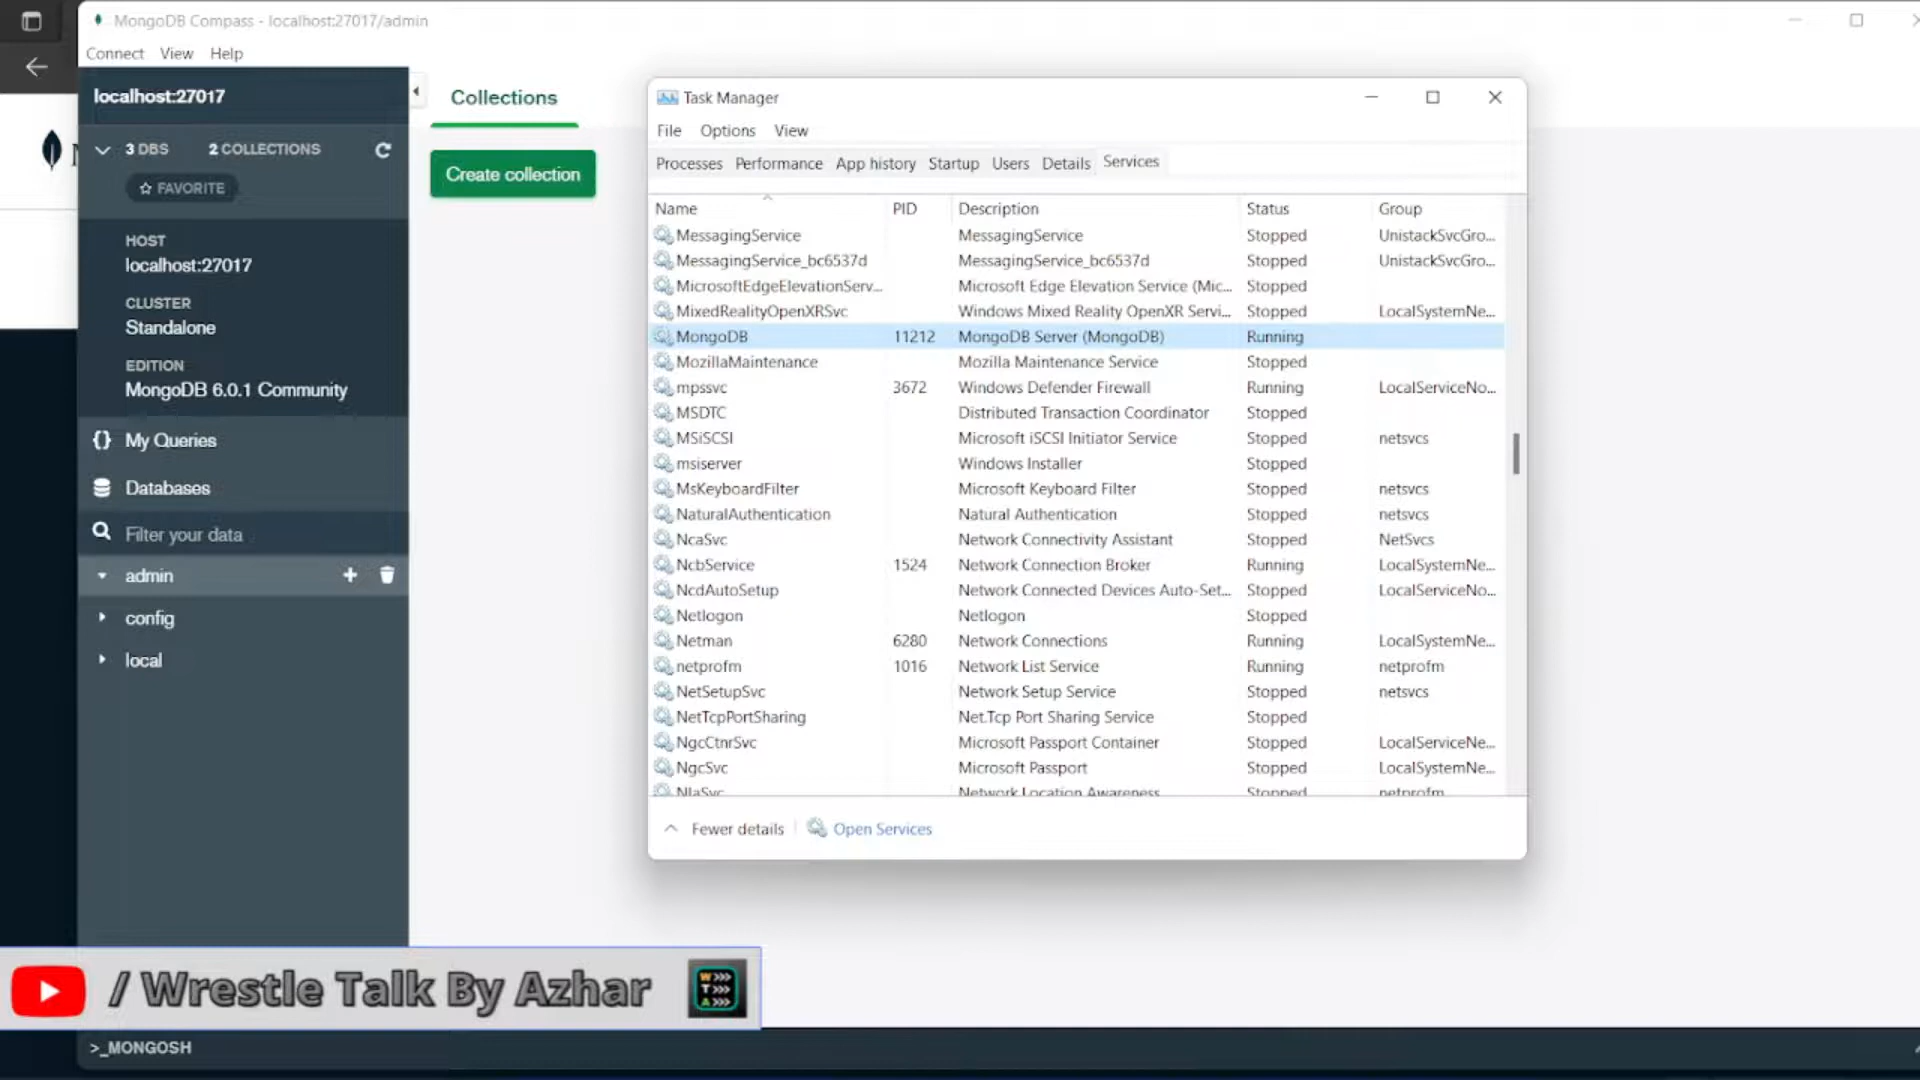 MongoDB Compass - localhost:27017/admin
Connect View Help
localhost:27017
3 DBS 2 COLLECTIONS
FAVORITE
HOST
localhost:27017
CLUSTER
Standalone
EDITION
MongoDB 6.0.1 Community
My Queries
Databases
Filter your data
admin
config
local
Collections
Create collection
Task Manager
File Options View
Processes Performance App history Startup Users Details Services
Name PID Description Status Group
MessagingService MessagingService Stopped UnistackSvcGro...
MessagingService_bc6537d MessagingService_bc6537d Stopped UnistackSvcGro...
MicrosoftEdgeElevationServ... Microsoft Edge Elevation Service (Mic... Stopped
MixedRealityOpenXRSvc Windows Mixed Reality OpenXR Servi... Stopped LocalSystemNe...
MongoDB 11212 MongoDB Server (MongoDB) Running
MozillaMaintenance Mozilla Maintenance Service Stopped
mpssvc 3672 Windows Defender Firewall Running LocalServiceNo...
MSDTC Distributed Transaction Coordinator Stopped
MSiSCSI Microsoft iSCSI Initiator Service Stopped netsvcs
msiserver Windows Installer Stopped
MsKeyboardFilter Microsoft Keyboard Filter Stopped netsvcs
NaturalAuthentication Natural Authentication Stopped netsvcs
NcaSvc Network Connectivity Assistant Stopped NetSvcs
NcbService 1524 Network Connection Broker Running LocalSystemNe...
NcdAutoSetup Network Connected Devices Auto-Set... Stopped LocalServiceNo...
Netlogon Netlogon Stopped
Netman 6280 Network Connections Running LocalSystemNe...
netprofm 1016 Network List Service Running netprofm
NetSetupSvc Network Setup Service Stopped netsvcs
NetTcpPortSharing Net.Tcp Port Sharing Service Stopped
NgcCtnrSvc Microsoft Passport Container Stopped LocalServiceNe...
NgcSvc Microsoft Passport Stopped LocalSystemNe...
NlaSvc Network Location Awareness Stopped netprofm
Fewer details Open Services
/ Wrestle Talk By Azhar
W>>>
T>>>
A>>>
>_MONGOSH